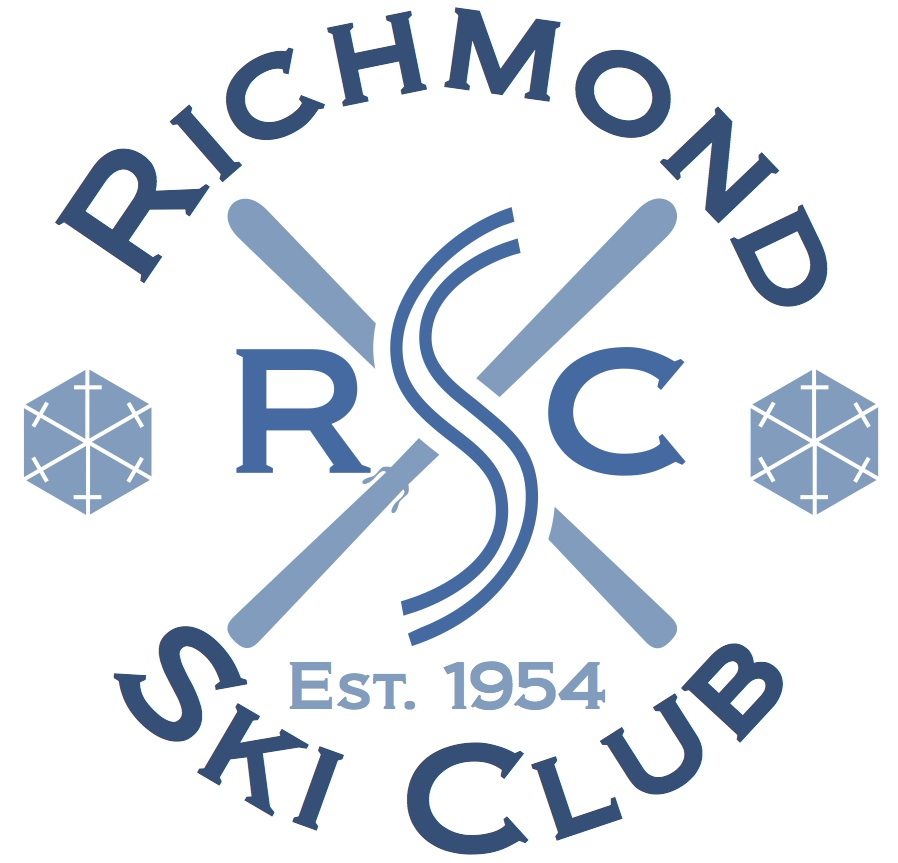 RICHMOND
RSC
EST. 1954
SKI CLUB